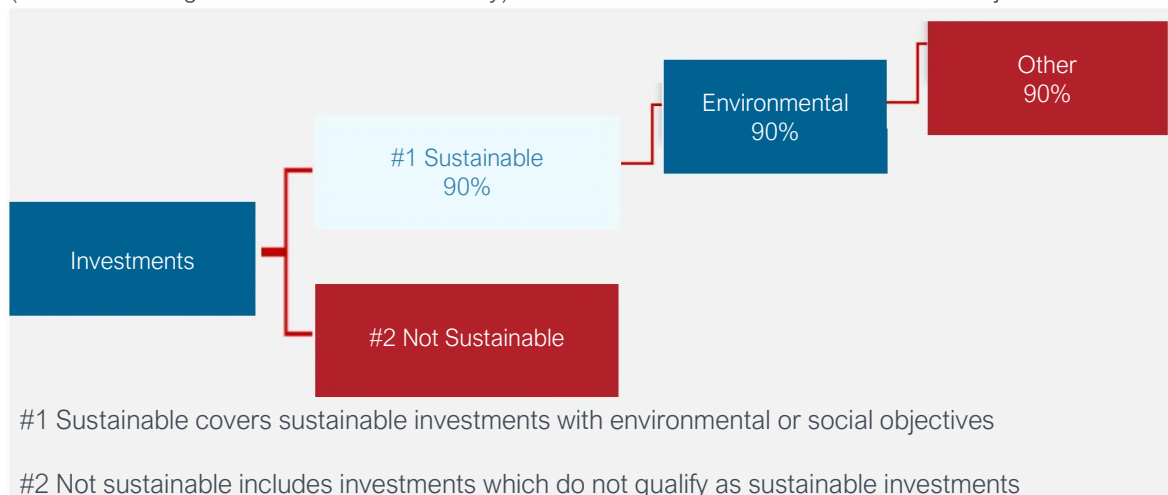 Other
90%
Environmental
90%
#1 Sustainable
90%
Investments
#2 Not Sustainable
#1 Sustainable covers sustainable investments with environmental or social objectives
#2 Not sustainable includes investments which do not qualify as sustainable investments